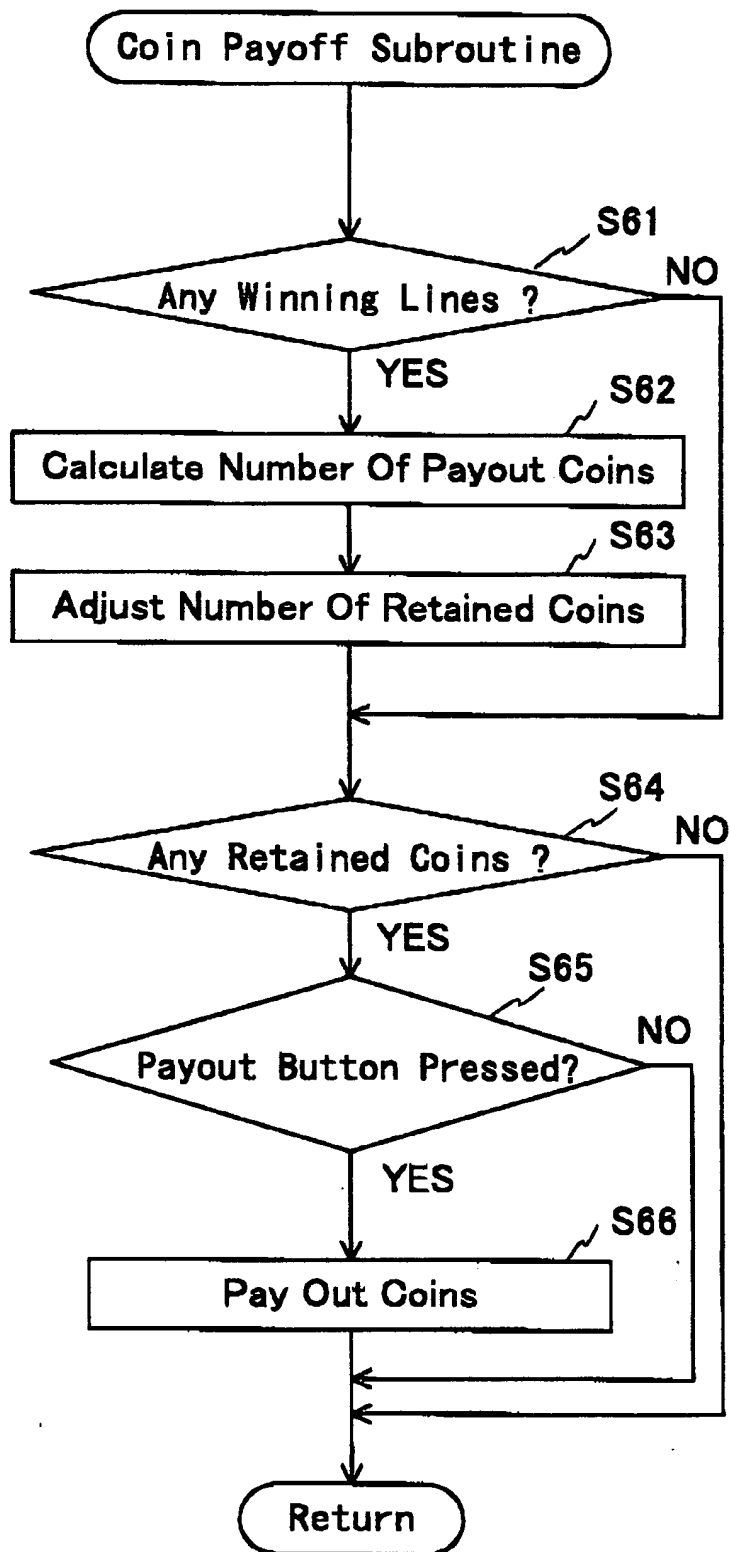 Coin Payoff Subroutine
S61
Any Winning Lines ?
NO
YES
S62
Calculate Number Of Payout Coins
S63
Adjust Number Of Retained Coins
S64
Any Retained Coins ?
NO
YES
S65
Payout Button Pressed?
NO
YES
S66
Pay Out Coins
Return